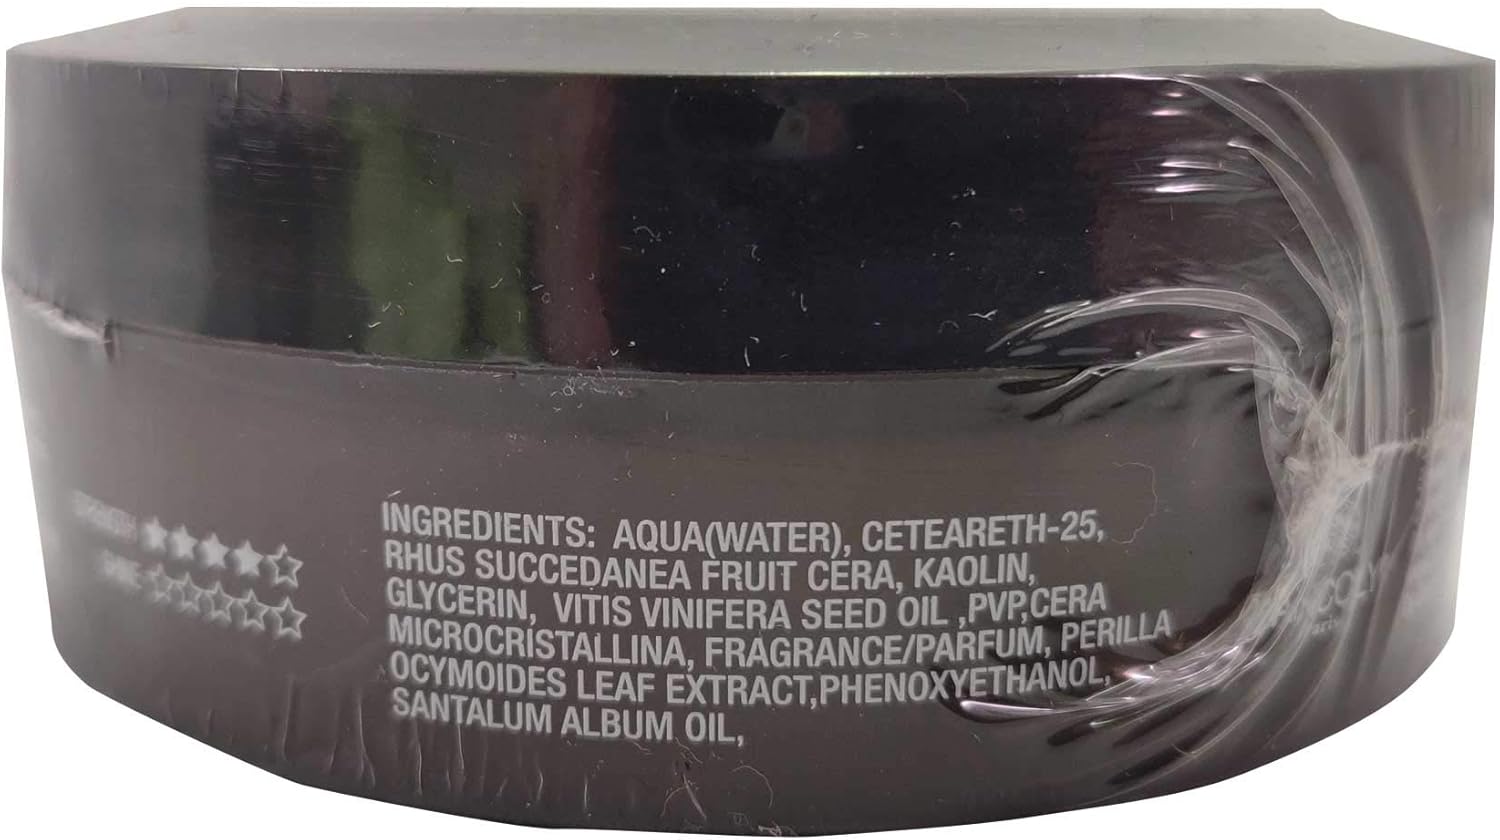 STRENGTH
INGREDIENTS: AQUA(WATER), CETEARETH-25,
RHUS SUCCEDANEA FRUIT CERA, KAOLIN,
GLYCERIN, VITIS VINIFERA SEED OIL ,PVP,CERA
MICROCRISTALLINA, FRAGRANCE/PARFUM, PERILLA
OCYMOIDES LEAF EXTRACT,PHENOXYETHANOL,
SANTALUM ALBUM OIL,